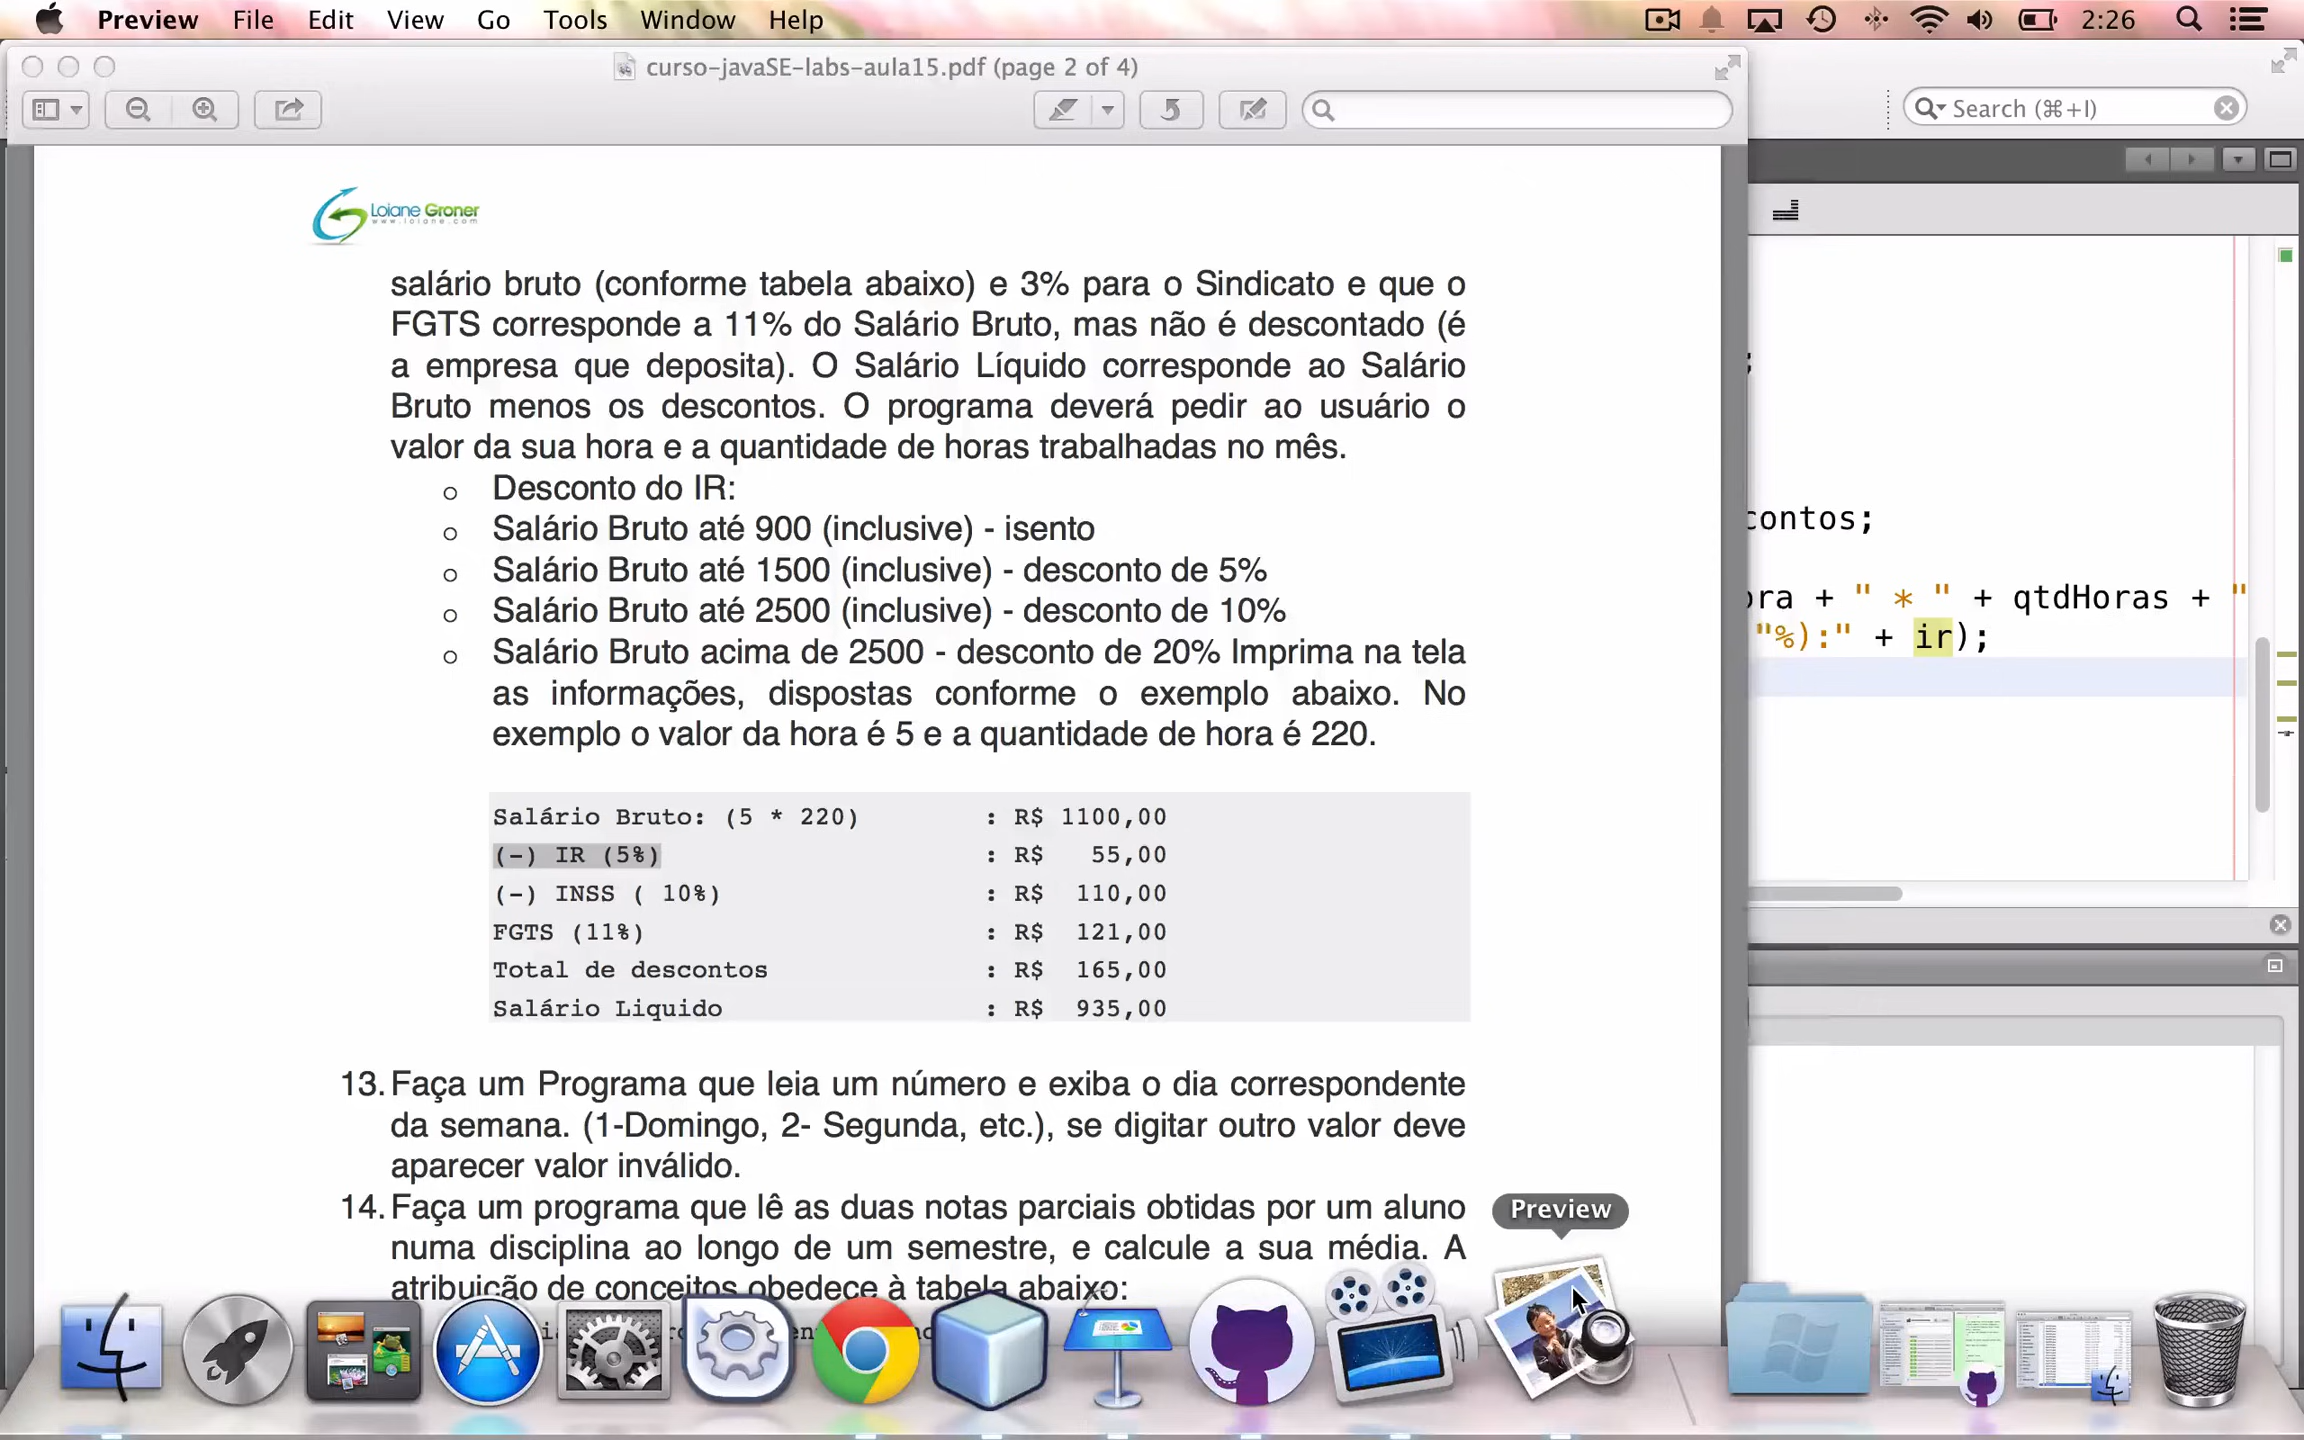 Preview File Edit View Go Tools Window Help 2:26
curso-javaSE-labs-aula15.pdf (page 2 of 4)
Search (⌘+I)
Loiane Groner
www.loiane.com
salário bruto (conforme tabela abaixo) e 3% para o Sindicato e que o
FGTS corresponde a 11% do Salário Bruto, mas não é descontado (é
a empresa que deposita). O Salário Líquido corresponde ao Salário
Bruto menos os descontos. O programa deverá pedir ao usuário o
valor da sua hora e a quantidade de horas trabalhadas no mês.
o Desconto do IR:
o Salário Bruto até 900 (inclusive) - isento
o Salário Bruto até 1500 (inclusive) - desconto de 5%
o Salário Bruto até 2500 (inclusive) - desconto de 10%
o Salário Bruto acima de 2500 - desconto de 20% Imprima na tela
as informações, dispostas conforme o exemplo abaixo. No
exemplo o valor da hora é 5 e a quantidade de hora é 220.
Salário Bruto: (5 * 220) : R$ 1100,00
(-) IR (5%) : R$ 55,00
(-) INSS ( 10%) : R$ 110,00
FGTS (11%) : R$ 121,00
Total de descontos : R$ 165,00
Salário Liquido : R$ 935,00
13. Faça um Programa que leia um número e exiba o dia correspondente
da semana. (1-Domingo, 2- Segunda, etc.), se digitar outro valor deve
aparecer valor inválido.
14. Faça um programa que lê as duas notas parciais obtidas por um aluno
numa disciplina ao longo de um semestre, e calcule a sua média. A
atribuição de conceitos obedece à tabela abaixo:
;
contos;
ora + " * " + qtdHoras + "
"%):" + ir);
Preview